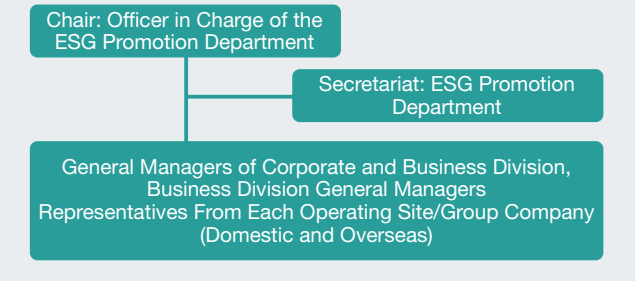 Chair: Officer in Charge of the
ESG Promotion Department
Secretariat: ESG Promotion
Department
General Managers of Corporate and Business Division,
Business Division General Managers
Representatives From Each Operating Site/Group Company
(Domestic and Overseas)